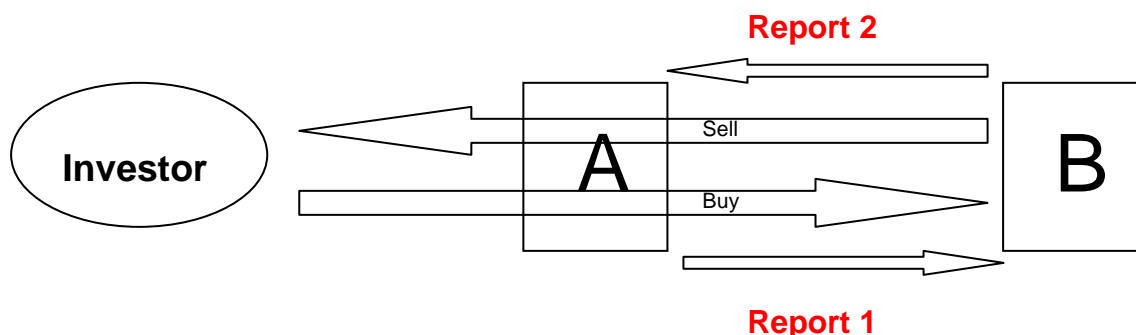 Report 2
Sell
Investor
A
B
Buy
Report 1